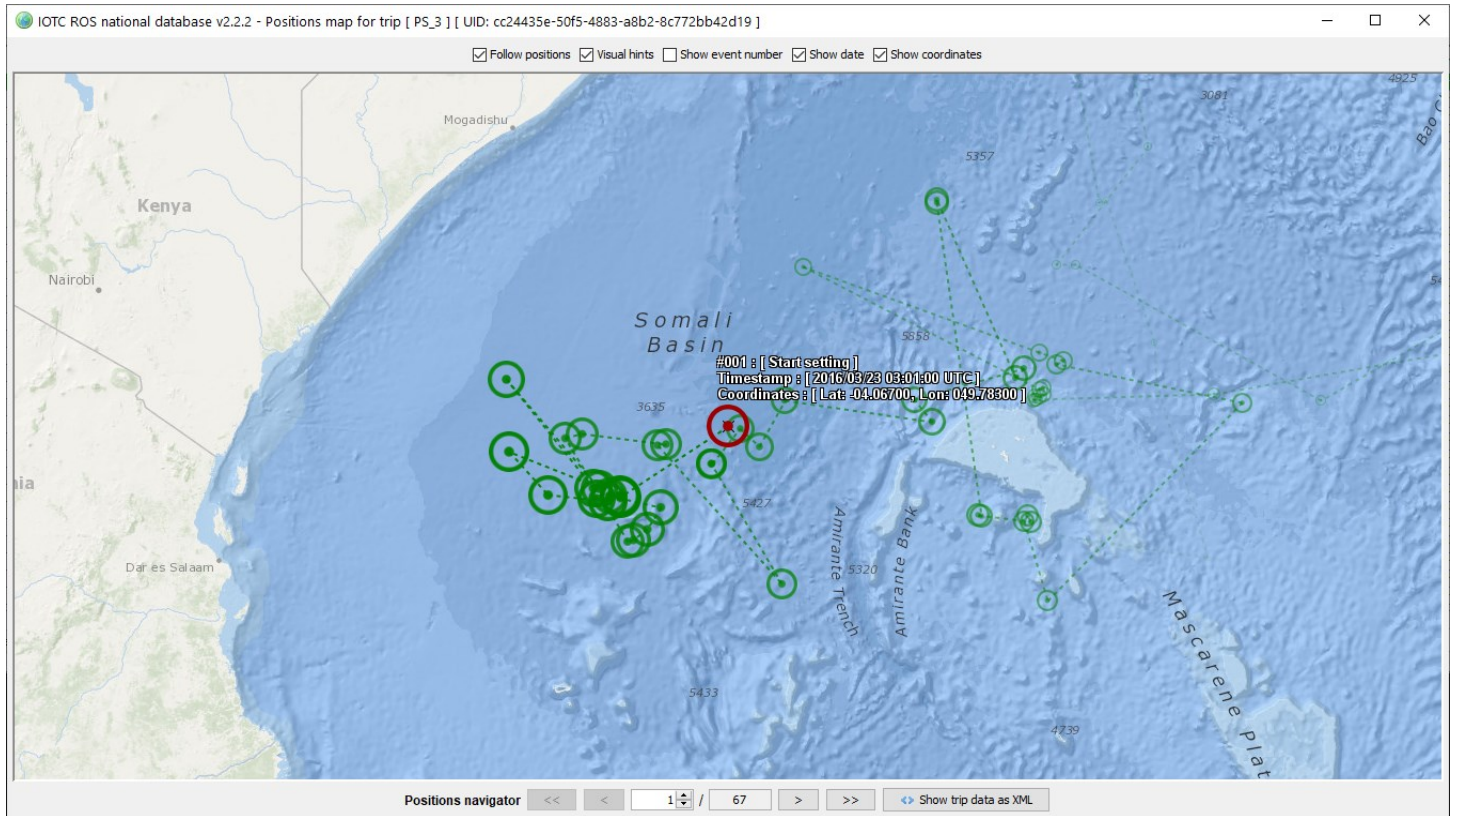 IOTC ROS national database v2.2.2 - Positions map for trip [ PS_3 ] [ UID: cc24435e-50f5-4883-a8b2-8c772bb42d19 ]
Follow positions Visual hints Show event number Show date Show coordinates
4925
3081
Mogadishu
5357
Kenya
Nairobi
Somali
Basin
5858
#001 : [ Start setting ]
Timestamp : [ 2016/03/23 03:01:00 UTC ]
Coordinates : [ Lat: -04.06700, Lon: 049.78300 ]
3635
nia
5427
Amirante Trench
Amirante Bank
Dar es Salaam
5320
Mascarene Plat
5433
4739
Positions navigator << < 1 / 67 > >> <> Show trip data as XML